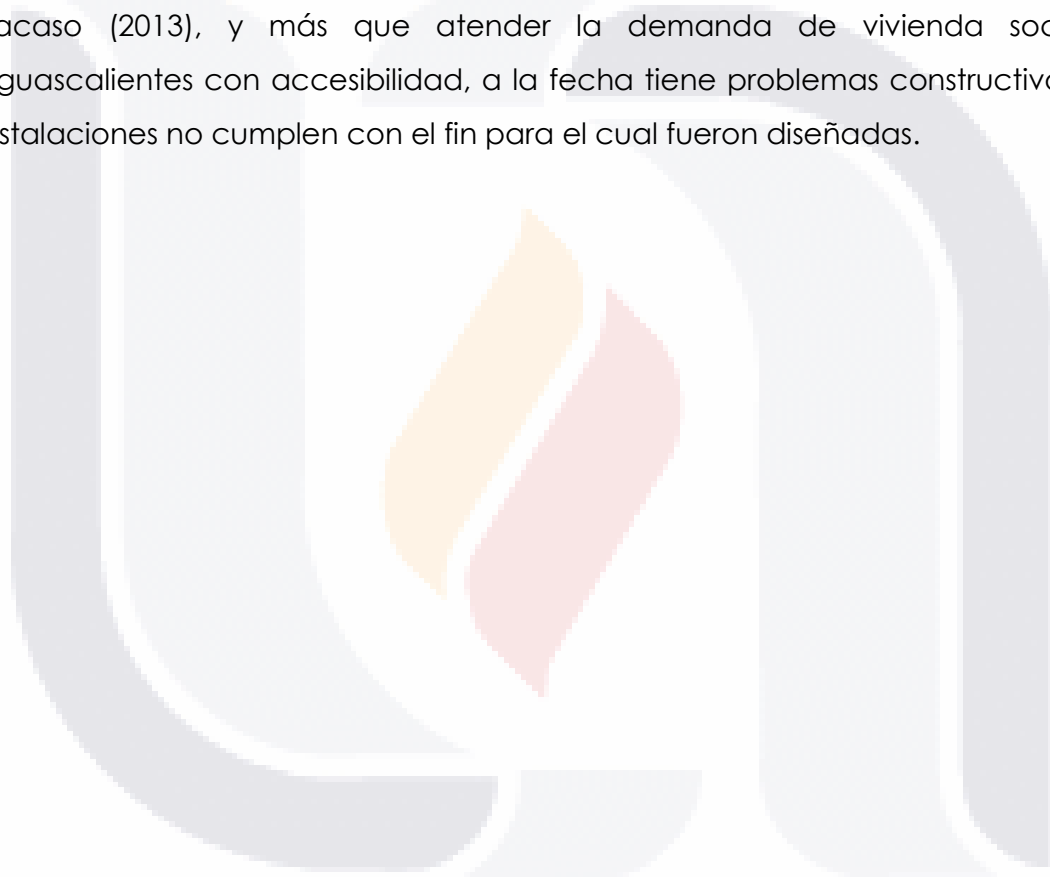 acaso (2013), y más que atender la demanda de vivienda soc
guascalientes con accesibilidad, a la fecha tiene problemas constructivo
stalaciones no cumplen con el fin para el cual fueron diseñadas.